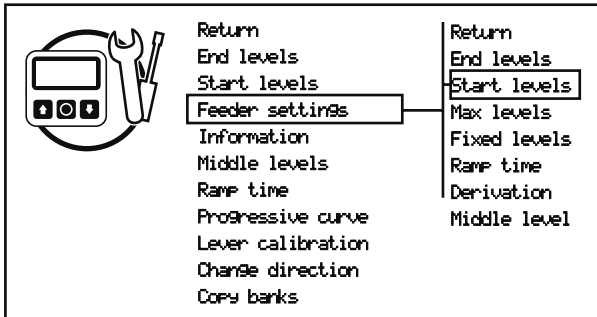 Return
End levels
Start levels
Feeder settings
Information
Middle levels
Ramp time
Progressive curve
Lever calibration
Change direction
Copy banks
Return
End levels
Start levels
Max levels
Fixed levels
Ramp time
Derivation
Middle level